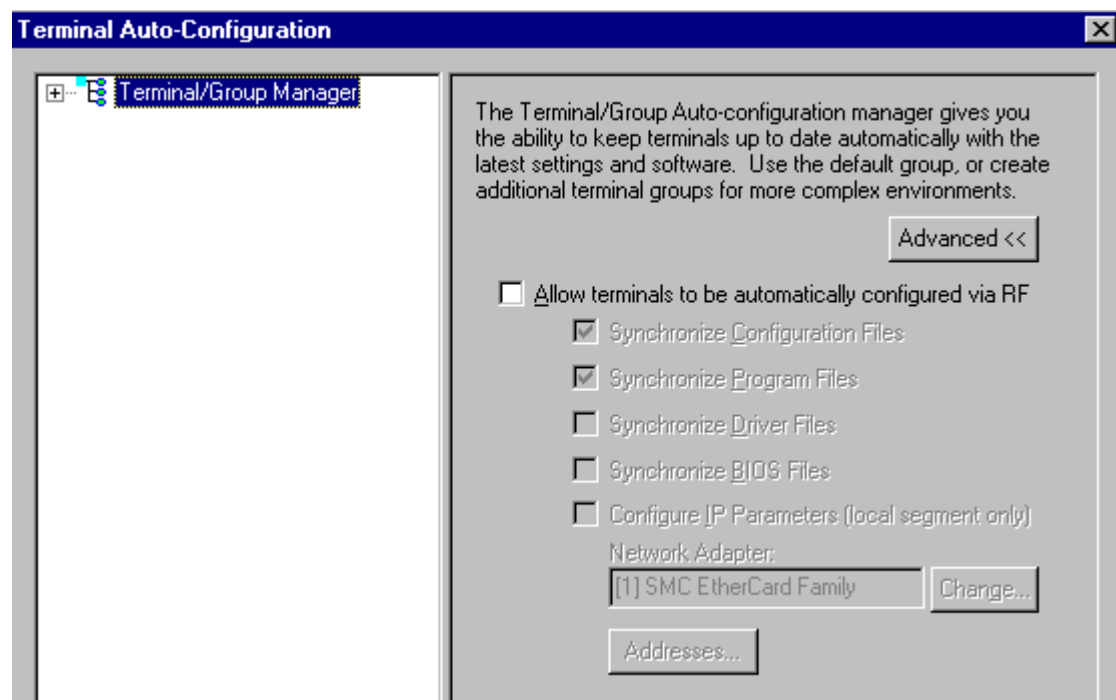 Terminal Auto-Configuration
Terminal/Group Manager
The Terminal/Group Auto-configuration manager gives you
the ability to keep terminals up to date automatically with the
latest settings and software. Use the default group, or create
additional terminal groups for more complex environments.
Advanced <<
Allow terminals to be automatically configured via RF
Synchronize Configuration Files
Synchronize Program Files
Synchronize Driver Files
Synchronize BIOS Files
Configure IP Parameters (local segment only)
Network Adapter:
[1] SMC EtherCard Family
Change...
Addresses...